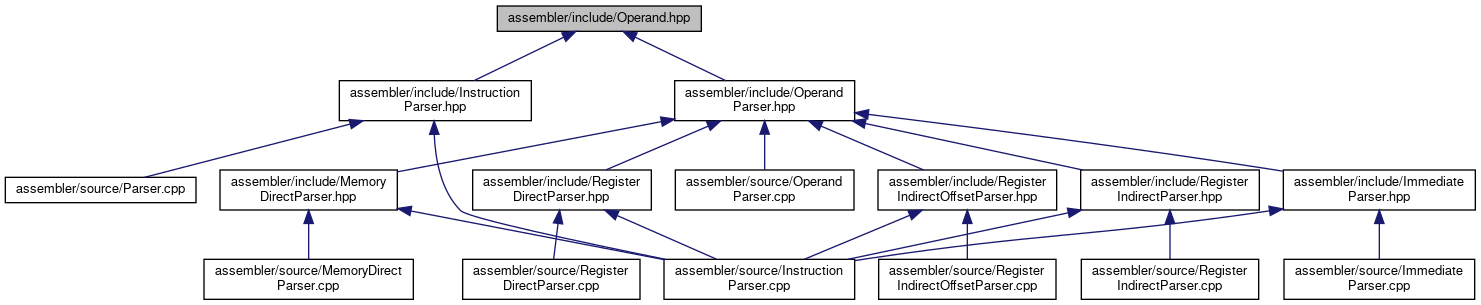 assembler/include/Operand.hpp
assembler/include/Instruction
Parser.hpp
assembler/include/Operand
Parser.hpp
assembler/source/Parser.cpp
assembler/include/Memory
DirectParser.hpp
assembler/include/Register
DirectParser.hpp
assembler/source/Operand
Parser.cpp
assembler/include/Register
IndirectOffsetParser.hpp
assembler/include/Register
IndirectParser.hpp
assembler/include/Immediate
Parser.hpp
assembler/source/MemoryDirect
Parser.cpp
assembler/source/Register
DirectParser.cpp
assembler/source/Instruction
Parser.cpp
assembler/source/Register
IndirectOffsetParser.cpp
assembler/source/Register
IndirectParser.cpp
assembler/source/Immediate
Parser.cpp